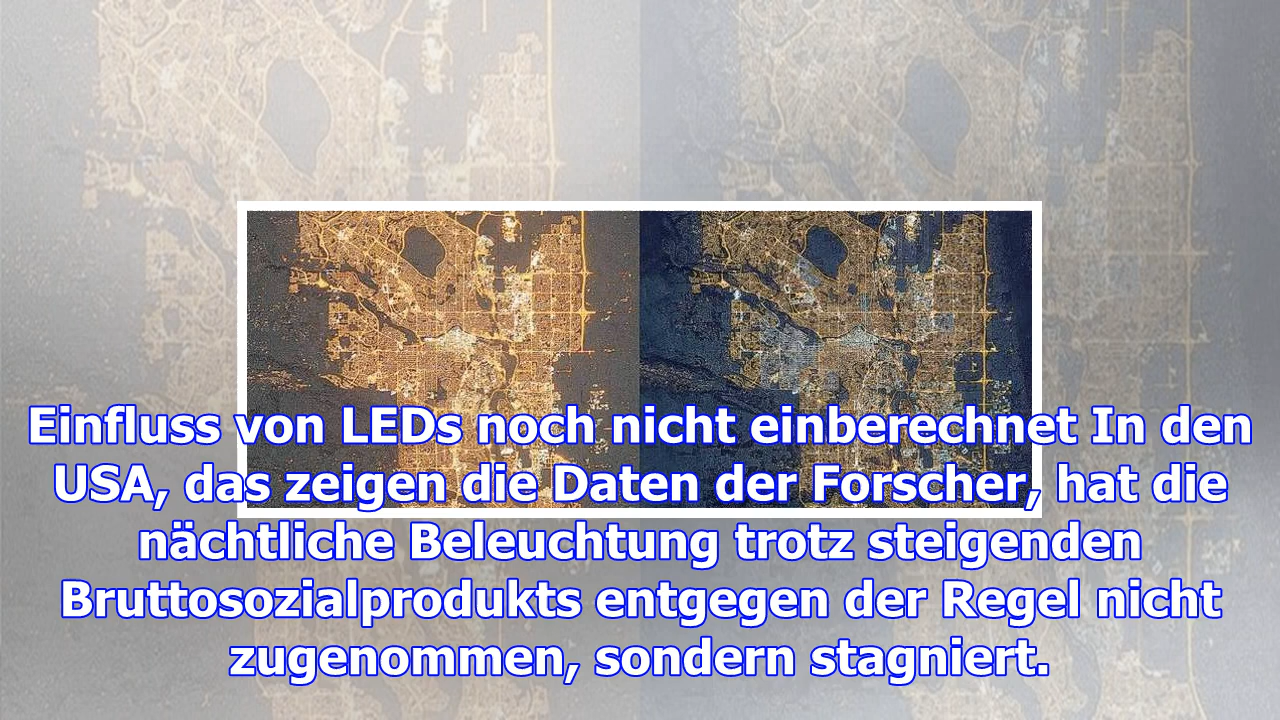 Einfluss von LEDs noch nicht einberechnet In den
USA, das zeigen die Daten der Forscher, hat die
nächtliche Beleuchtung trotz steigenden
Bruttosozialprodukts entgegen der Regel nicht
zugenommen, sondern stagniert.